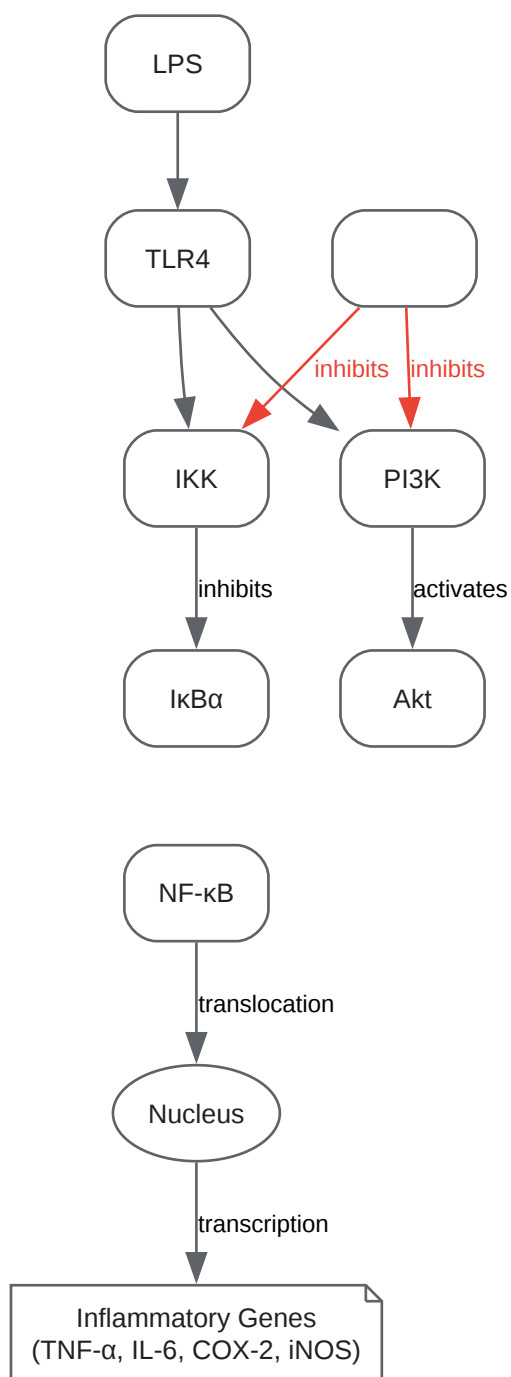 LPS
TLR4
inhibits
inhibits
IKK
PI3K
inhibits
activates
IκBα
Akt
NF-κB
translocation
Nucleus
transcription
Inflammatory Genes
(TNF-α, IL-6, COX-2, iNOS)